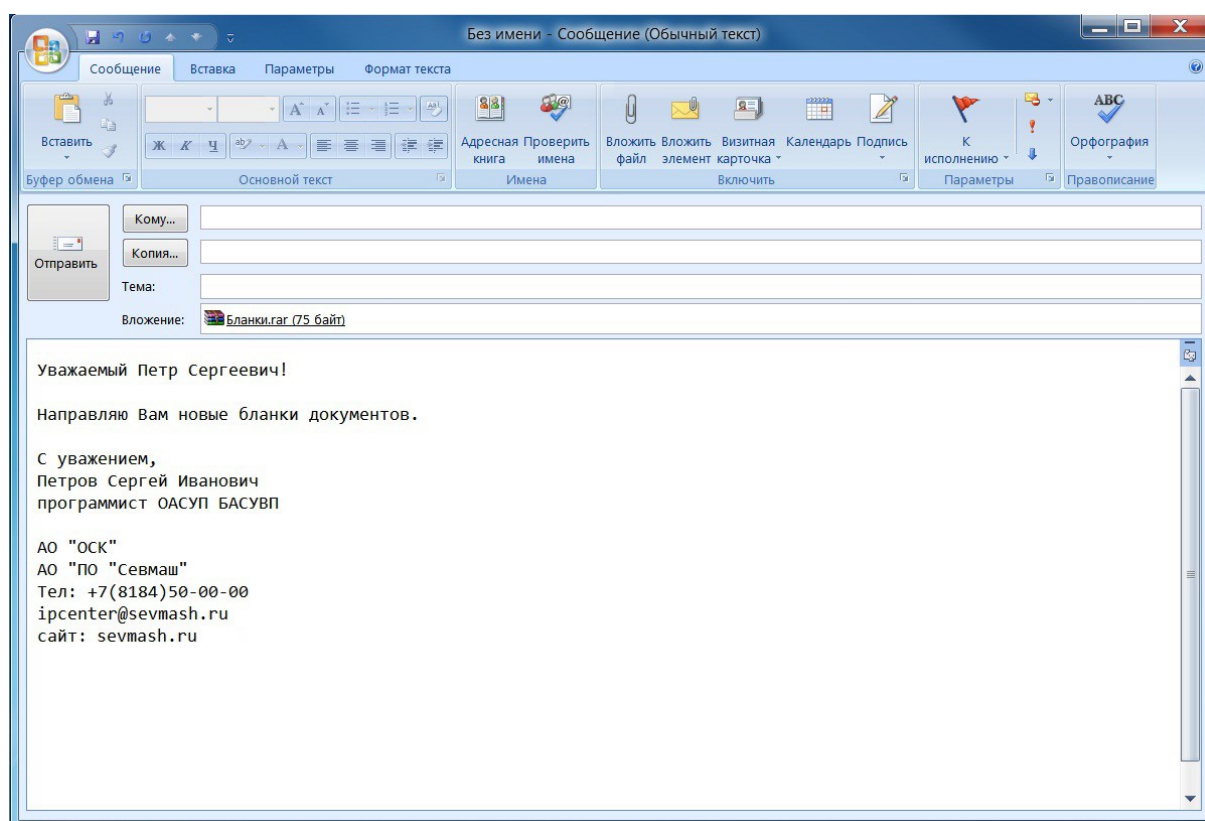 Без имени - Сообщение (Обычный текст)
Сообщение Вставка Параметры Формат текста
Вставить
Ж К Ч
ab A
ABC
Адресная книга
Проверить имена
Вложить файл
Вложить элемент
Визитная карточка
Календарь
Подпись
К исполнению
Орфография
Буфер обмена Основной текст Имена Включить Параметры Правописание
Отправить
Кому...
Копия...
Тема:
Вложение: Бланки.rar (75 байт)
Уважаемый Петр Сергеевич!
Направляю Вам новые бланки документов.
С уважением,
Петров Сергей Иванович
программист ОАСУП БАСУВП
АО "ОСК"
АО "ПО "Севмаш"
Тел: +7(8184)50-00-00
ipcenter@sevmash.ru
сайт: sevmash.ru